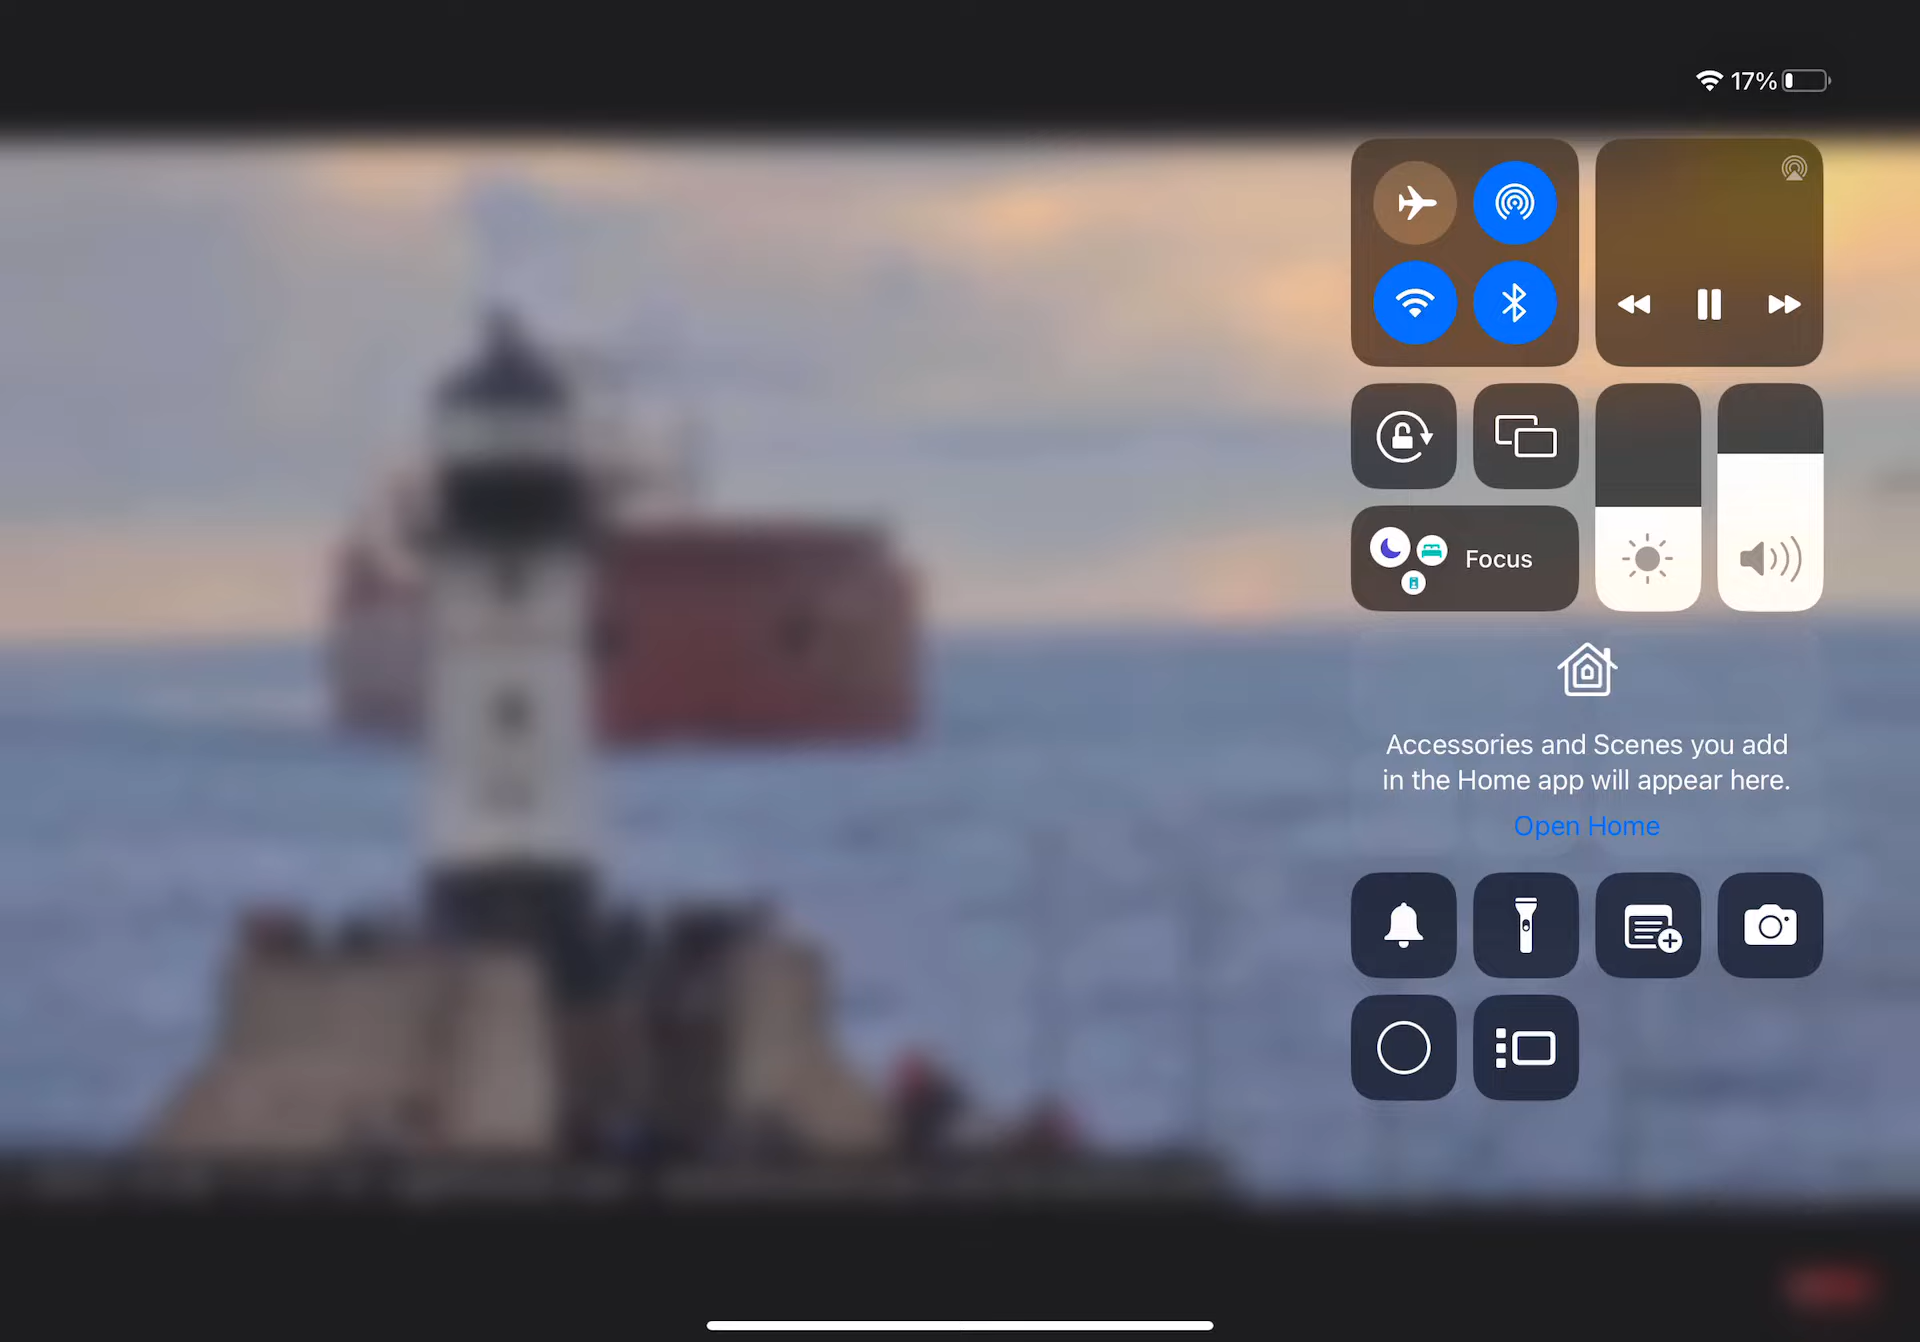 17%
Focus
Accessories and Scenes you add
in the Home app will appear here.
Open Home